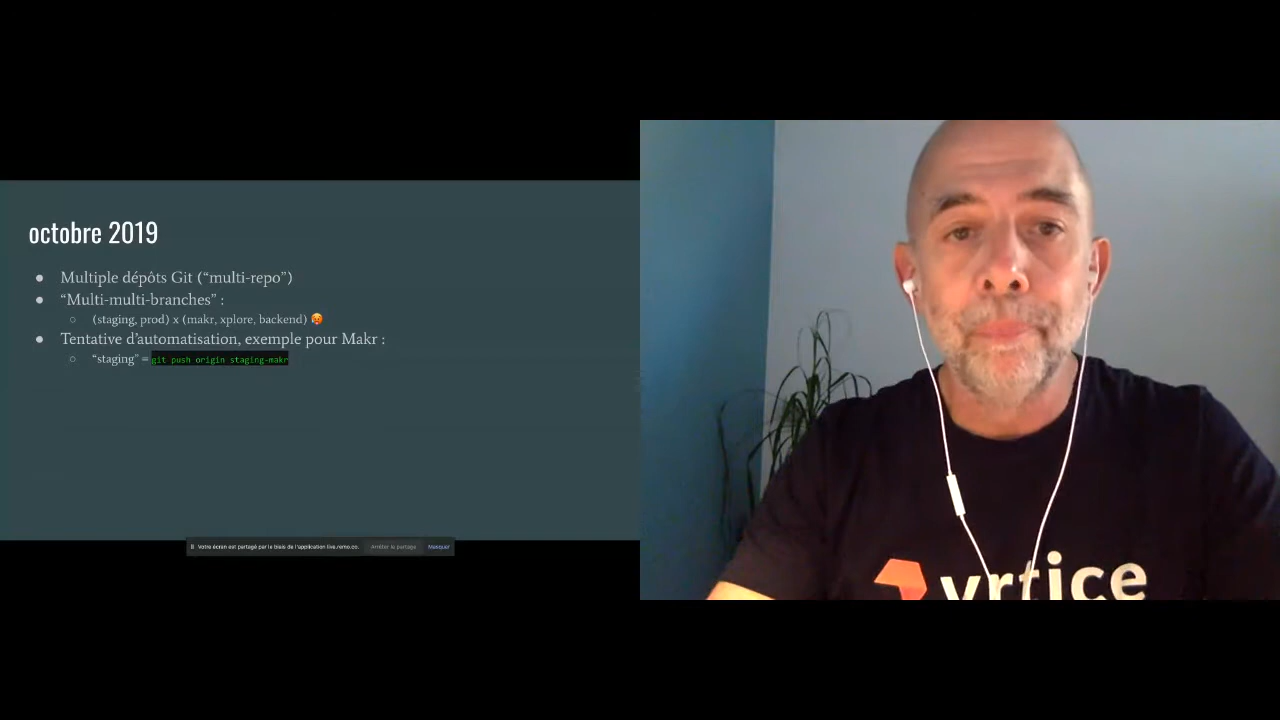 octobre 2019
● Multiple dépôts Git (“multi-repo”)
● “Multi-multi-branches” :
○ (staging, prod) x (makr, xplore, backend) 🥵
● Tentative d’automatisation, exemple pour Makr :
○ “staging” = git push origin staging-makr
Votre écran est partagé par le biais de l'application live.remo.co.
Arrêter le partage
Masquer
vrtice